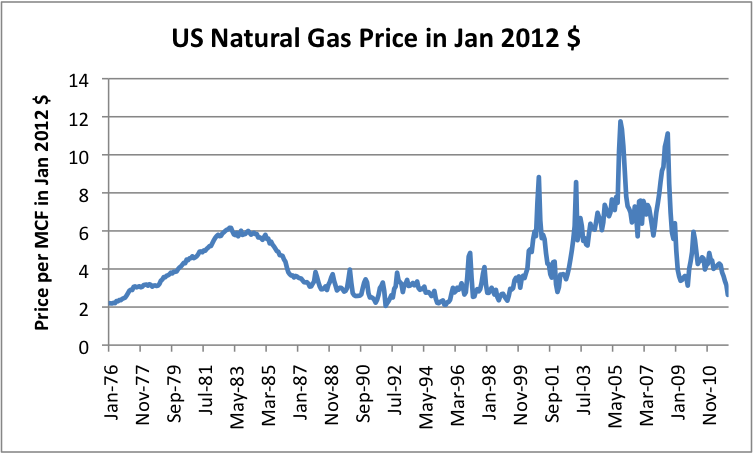 US Natural Gas Price in Jan 2012 $
Price per MCF in Jan 2012 $
14
12
10
8
6
4
2
0
Jan-76
Nov-77
Sep-79
Jul-81
May-83
Mar-85
Jan-87
Nov-88
Sep-90
Jul-92
May-94
Mar-96
Jan-98
Nov-99
Sep-01
Jul-03
May-05
Mar-07
Jan-09
Nov-10